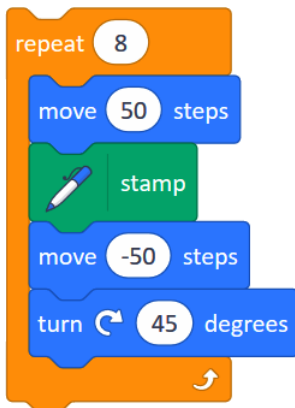 repeat 8
move 50 steps
stamp
move -50 steps
turn 45 degrees